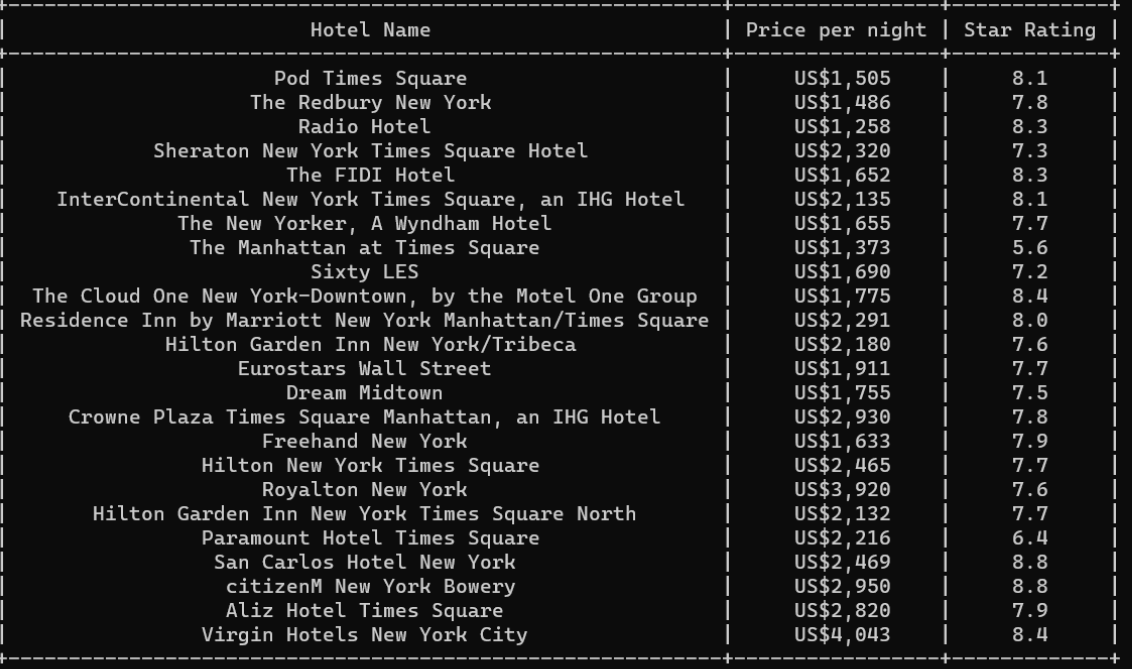 Hotel Name | Price per night | Star Rating
Pod Times Square | US$1,505 | 8.1
The Redbury New York | US$1,486 | 7.8
Radio Hotel | US$1,258 | 8.3
Sheraton New York Times Square Hotel | US$2,320 | 7.3
The FIDI Hotel | US$1,652 | 8.3
InterContinental New York Times Square, an IHG Hotel | US$2,135 | 8.1
The New Yorker, A Wyndham Hotel | US$1,655 | 7.7
The Manhattan at Times Square | US$1,373 | 5.6
Sixty LES | US$1,690 | 7.2
The Cloud One New York-Downtown, by the Motel One Group | US$1,775 | 8.4
Residence Inn by Marriott New York Manhattan/Times Square | US$2,291 | 8.0
Hilton Garden Inn New York/Tribeca | US$2,180 | 7.6
Eurostars Wall Street | US$1,911 | 7.7
Dream Midtown | US$1,755 | 7.5
Crowne Plaza Times Square Manhattan, an IHG Hotel | US$2,930 | 7.8
Freehand New York | US$1,633 | 7.9
Hilton New York Times Square | US$2,465 | 7.7
Royalton New York | US$3,920 | 7.6
Hilton Garden Inn New York Times Square North | US$2,132 | 7.7
Paramount Hotel Times Square | US$2,216 | 6.4
San Carlos Hotel New York | US$2,469 | 8.8
citizenM New York Bowery | US$2,950 | 8.8
Aliz Hotel Times Square | US$2,820 | 7.9
Virgin Hotels New York City | US$4,043 | 8.4